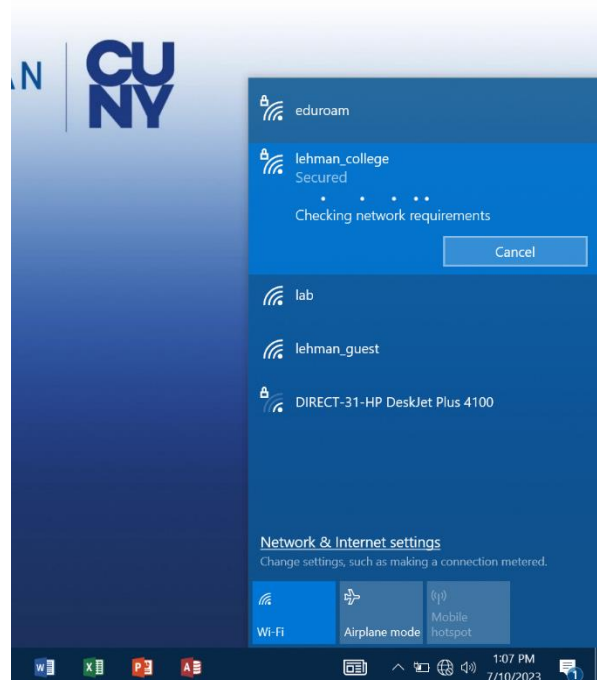 AN
CU
NY
eduroam
lehman_college
Secured
Checking network requirements
Cancel
lab
lehman_guest
DIRECT-31-HP DeskJet Plus 4100
Network & Internet settings
Change settings, such as making a connection metered.
Wi-Fi
Airplane mode
Mobile
hotspot
1:07 PM
7/10/2023
1